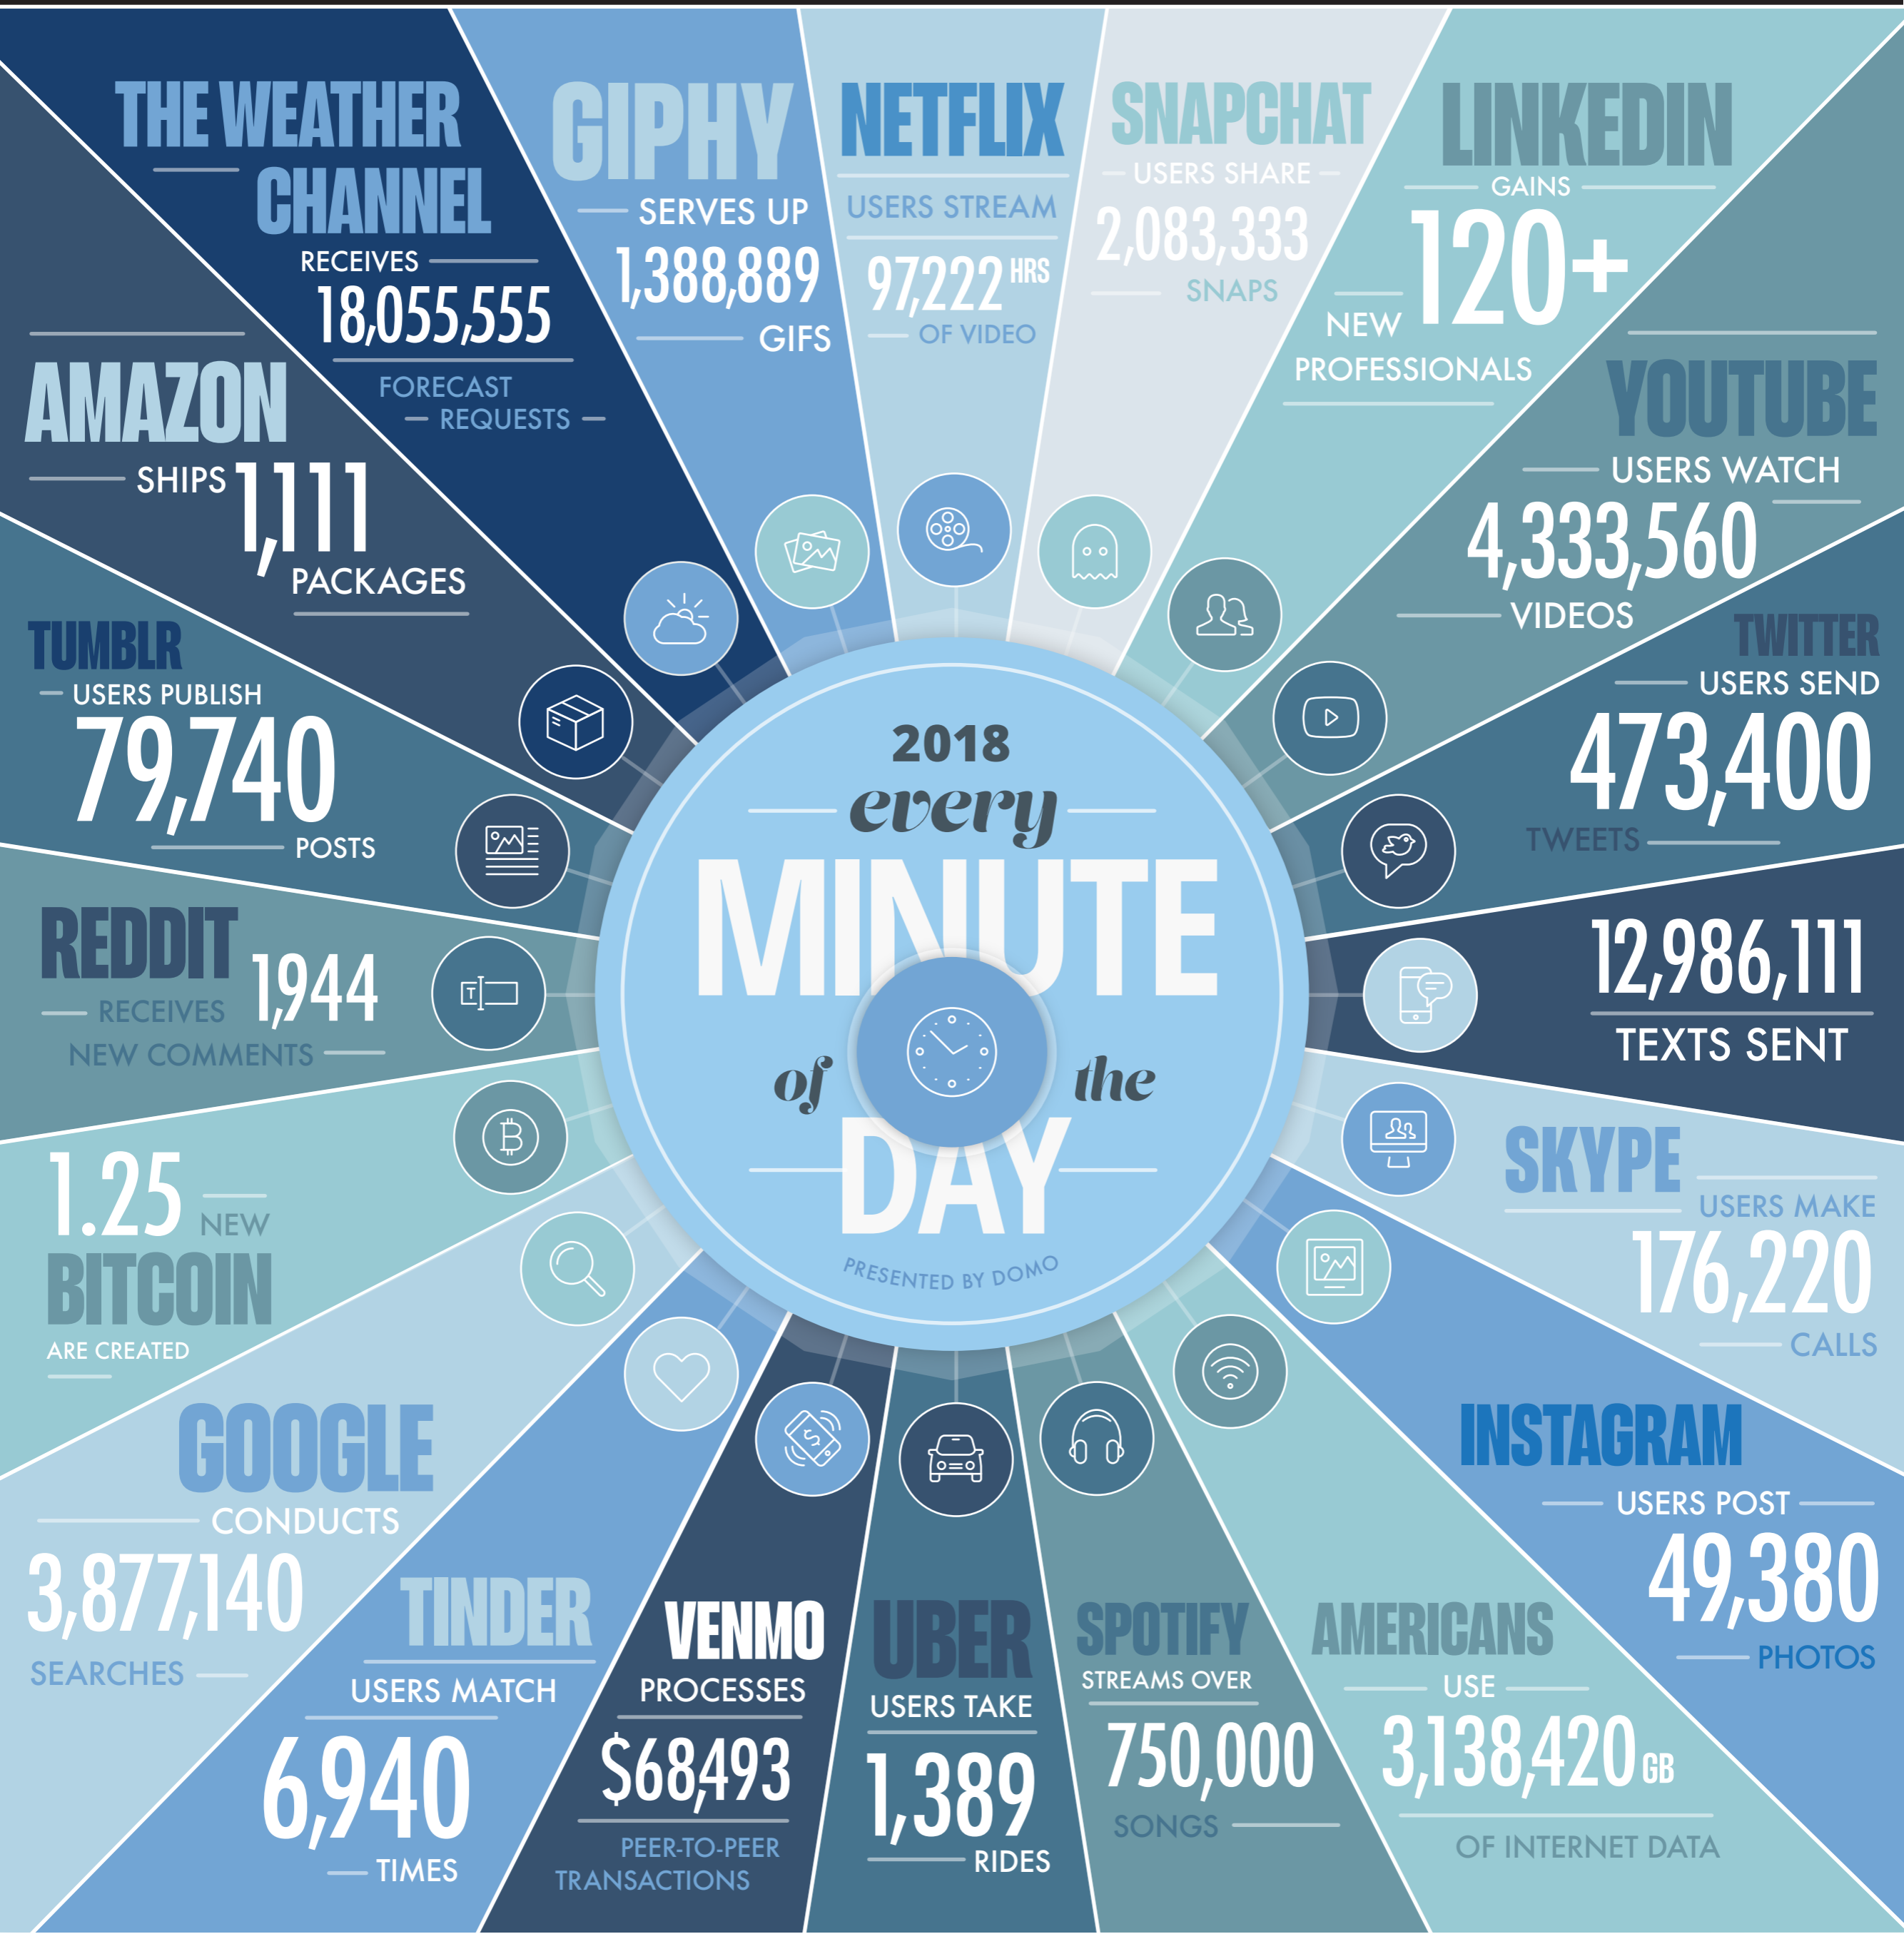 THE WEATHER
CHANNEL
RECEIVES
18,055,555
FORECAST
REQUESTS
GIPHY
SERVES UP
1,388,889
GIFS
NETFLIX
USERS STREAM
97,222 HRS
OF VIDEO
SNAPCHAT
USERS SHARE
2,083,333
SNAPS
LINKEDIN
GAINS
120+
NEW
PROFESSIONALS
YOUTUBE
USERS WATCH
4,333,560
VIDEOS
TWITTER
USERS SEND
473,400
TWEETS
12,986,111
TEXTS SENT
SKYPE
USERS MAKE
176,220
CALLS
INSTAGRAM
USERS POST
49,380
PHOTOS
AMERICANS
USE
3,138,420 GB
OF INTERNET DATA
SPOTIFY
STREAMS OVER
750,000
SONGS
UBER
USERS TAKE
1,389
RIDES
VENMO
PROCESSES
$68,493
PEER-TO-PEER
TRANSACTIONS
TINDER
USERS MATCH
6,940
TIMES
GOOGLE
CONDUCTS
3,877,140
SEARCHES
1.25
NEW
BITCOIN
ARE CREATED
REDDIT
RECEIVES 1,944
NEW COMMENTS
TUMBLR
USERS PUBLISH
79,740
POSTS
AMAZON
SHIPS 1,111
PACKAGES
2018
every
MINUTE
of the
DAY
PRESENTED BY DOMO